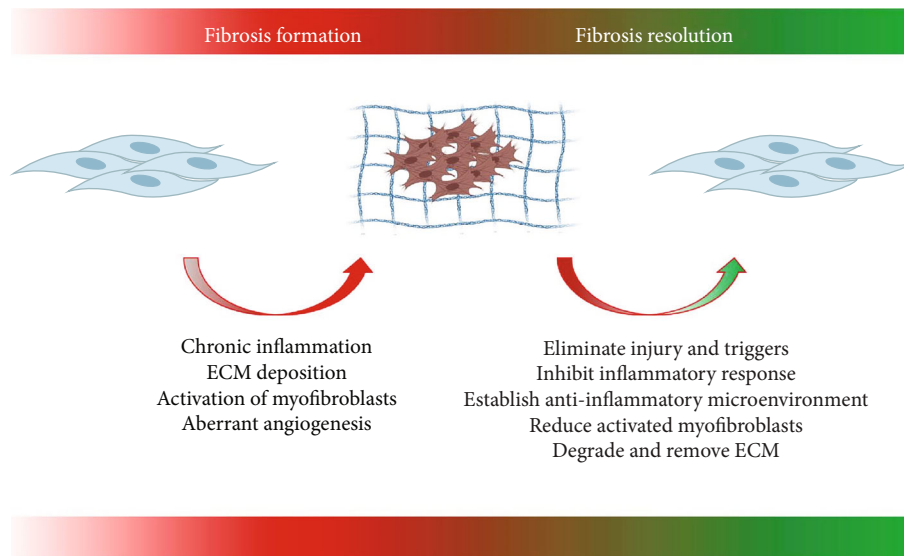 Fibrosis formation
Fibrosis resolution
Chronic inflammation
ECM deposition
Activation of myofibroblasts
Aberrant angiogenesis
Eliminate injury and triggers
Inhibit inflammatory response
Establish anti-inflammatory microenvironment
Reduce activated myofibroblasts
Degrade and remove ECM